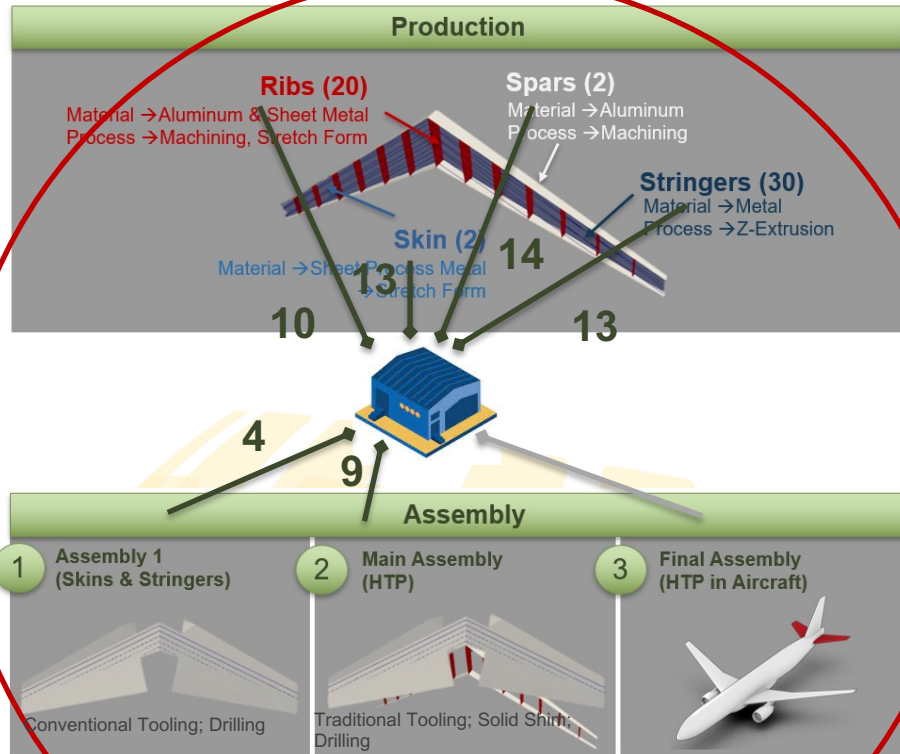 Production
Ribs (20)
Material →Aluminum & Sheet Metal
Process →Machining, Stretch Form
Spars (2)
Material →Aluminum
Process →Machining
Stringers (30)
Material →Metal
Process →Z-Extrusion
Skin (2)
Material →Sheet Process Metal
→Stretch Form
10
13
14
13
4
9
Assembly
1
Assembly 1
(Skins & Stringers)
Conventional Tooling; Drilling
2
Main Assembly
(HTP)
Traditional Tooling; Solid Shim;
Drilling
3
Final Assembly
(HTP in Aircraft)